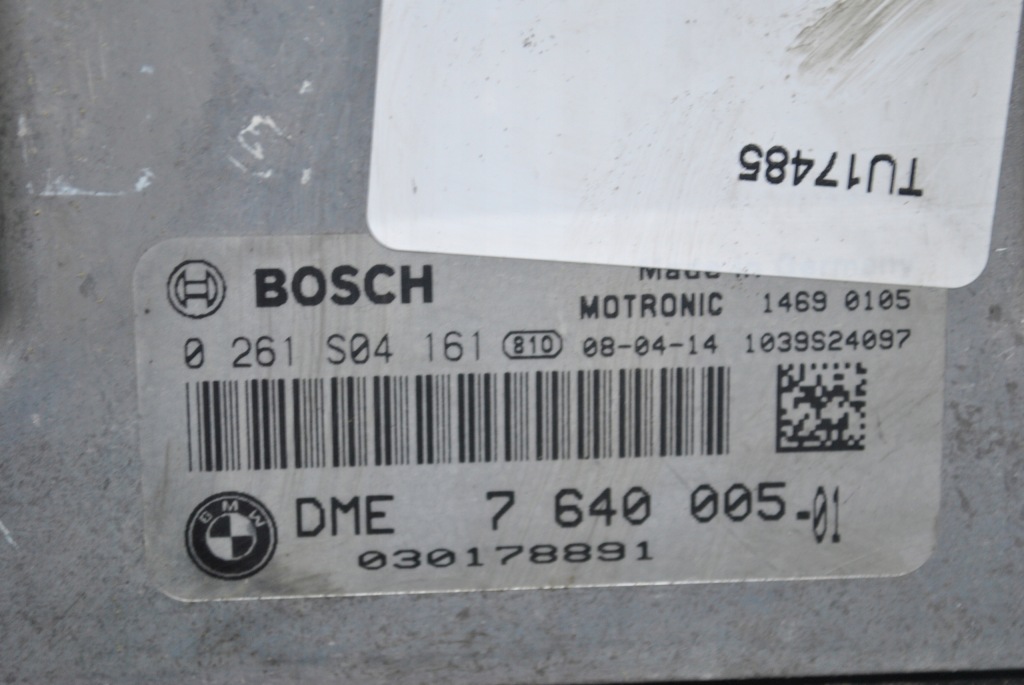 TU17485
BOSCH
MOTRONIC 1469 0105
0 261 S04 161 810 08-04-14 1039S24097
BMW DME 7 640 005-01
030178891